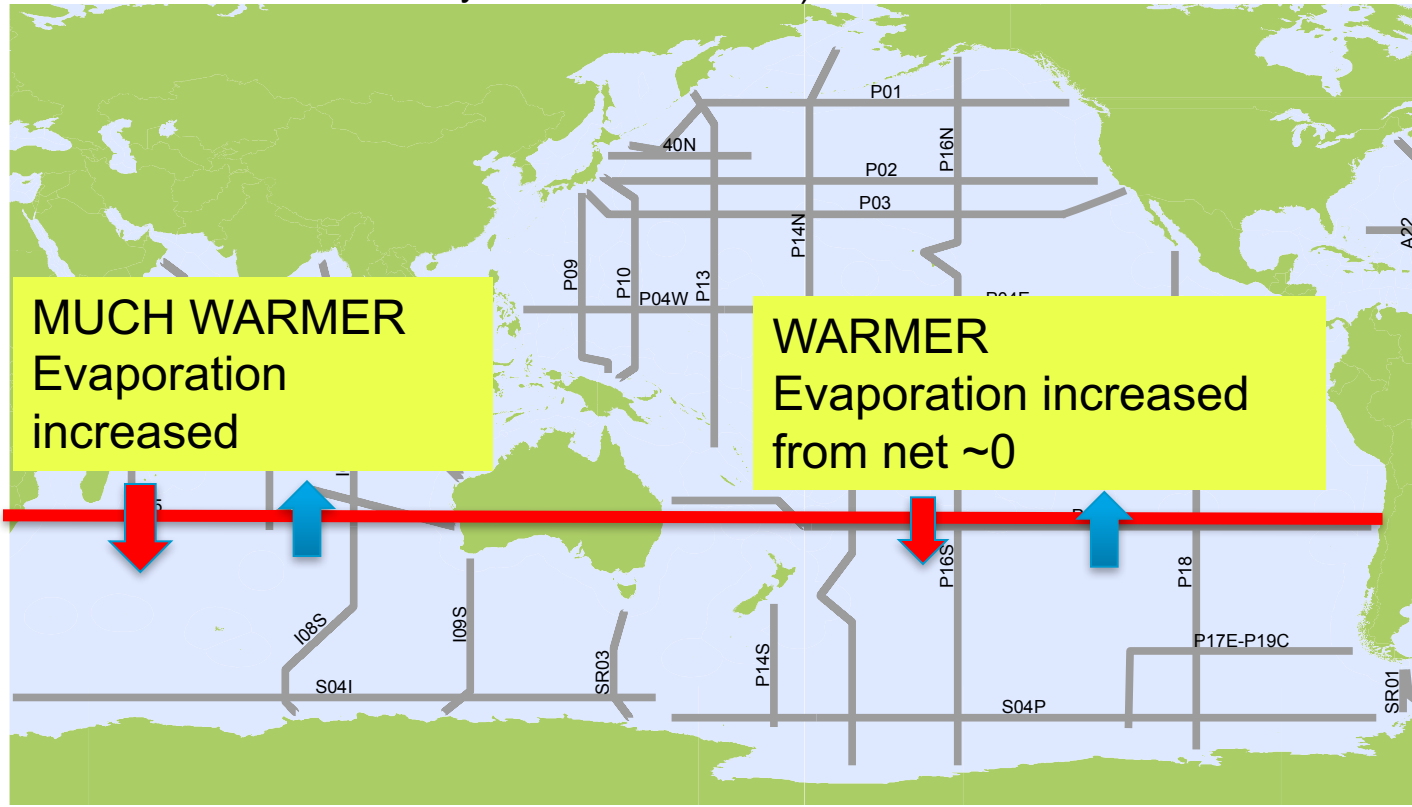 P01
40N
P16N
P02
P03
P14N
A22
P09
P10
P13
P04W
MUCH WARMER
Evaporation
increased
WARMER
Evaporation increased
from net ~0
5
P16S
P18
I08S
I09S
SR03
P14S
P17E-P19C
S04I
S04P
SR01